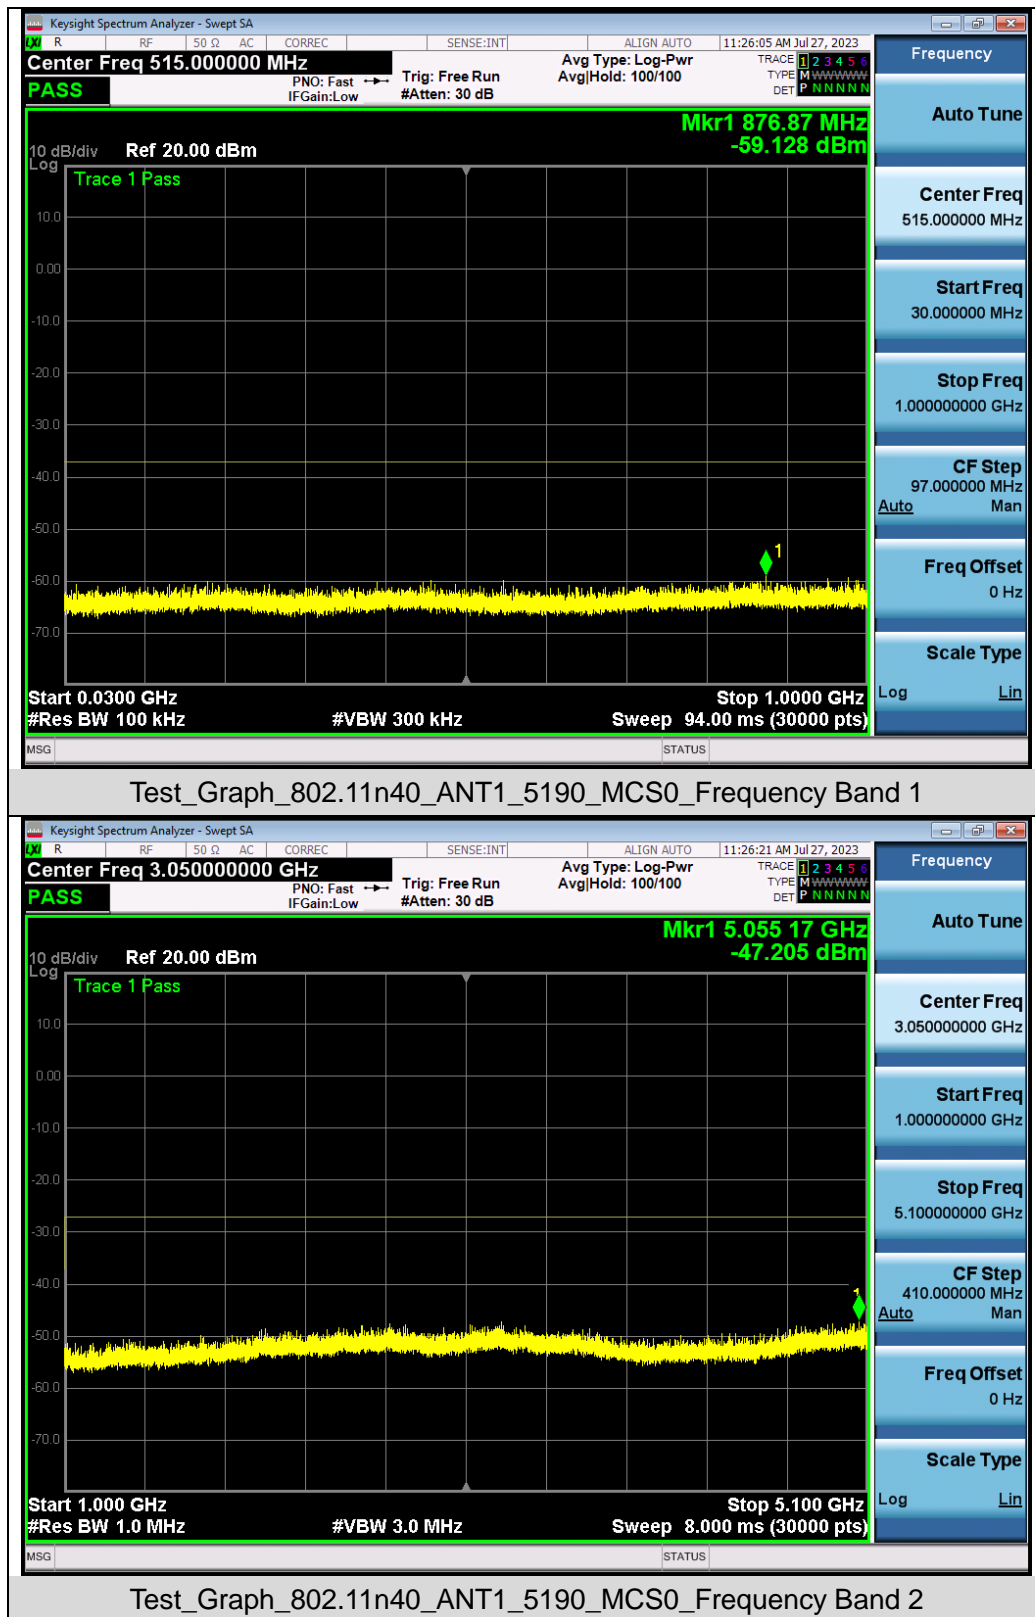 Keysight Spectrum Analyzer - Swept SA
LXI R RF 50 Ω AC CORREC SENSE:INT ALIGN AUTO 11:26:05 AM Jul 27, 2023
Center Freq 515.000000 MHz
PASS
PNO: Fast
IFGain:Low
Trig: Free Run
#Atten: 30 dB
Avg Type: Log-Pwr
Avg|Hold: 100/100
TRACE 1 2 3 4 5 6
TYPE M WWWWW
DET P N N N N N
Mkr1 876.87 MHz
-59.128 dBm
10 dB/div Ref 20.00 dBm
Log
Trace 1 Pass
10.0
0.00
-10.0
-20.0
-30.0
-40.0
-50.0
-60.0
-70.0
1
Start 0.0300 GHz Stop 1.0000 GHz
#Res BW 100 kHz #VBW 300 kHz Sweep 94.00 ms (30000 pts)
MSG STATUS
Frequency
Auto Tune
Center Freq
515.000000 MHz
Start Freq
30.000000 MHz
Stop Freq
1.000000000 GHz
CF Step
97.000000 MHz
Auto Man
Freq Offset
0 Hz
Scale Type
Log Lin
Test_Graph_802.11n40_ANT1_5190_MCS0_Frequency Band 1
Keysight Spectrum Analyzer - Swept SA
LXI R RF 50 Ω AC CORREC SENSE:INT ALIGN AUTO 11:26:21 AM Jul 27, 2023
Center Freq 3.050000000 GHz
PASS
PNO: Fast
IFGain:Low
Trig: Free Run
#Atten: 30 dB
Avg Type: Log-Pwr
Avg|Hold: 100/100
TRACE 1 2 3 4 5 6
TYPE M WWWWW
DET P N N N N N
Mkr1 5.055 17 GHz
-47.205 dBm
10 dB/div Ref 20.00 dBm
Log
Trace 1 Pass
10.0
0.00
-10.0
-20.0
-30.0
-40.0
-50.0
-60.0
-70.0
1
Start 1.000 GHz Stop 5.100 GHz
#Res BW 1.0 MHz #VBW 3.0 MHz Sweep 8.000 ms (30000 pts)
MSG STATUS
Frequency
Auto Tune
Center Freq
3.050000000 GHz
Start Freq
1.000000000 GHz
Stop Freq
5.100000000 GHz
CF Step
410.000000 MHz
Auto Man
Freq Offset
0 Hz
Scale Type
Log Lin
Test_Graph_802.11n40_ANT1_5190_MCS0_Frequency Band 2